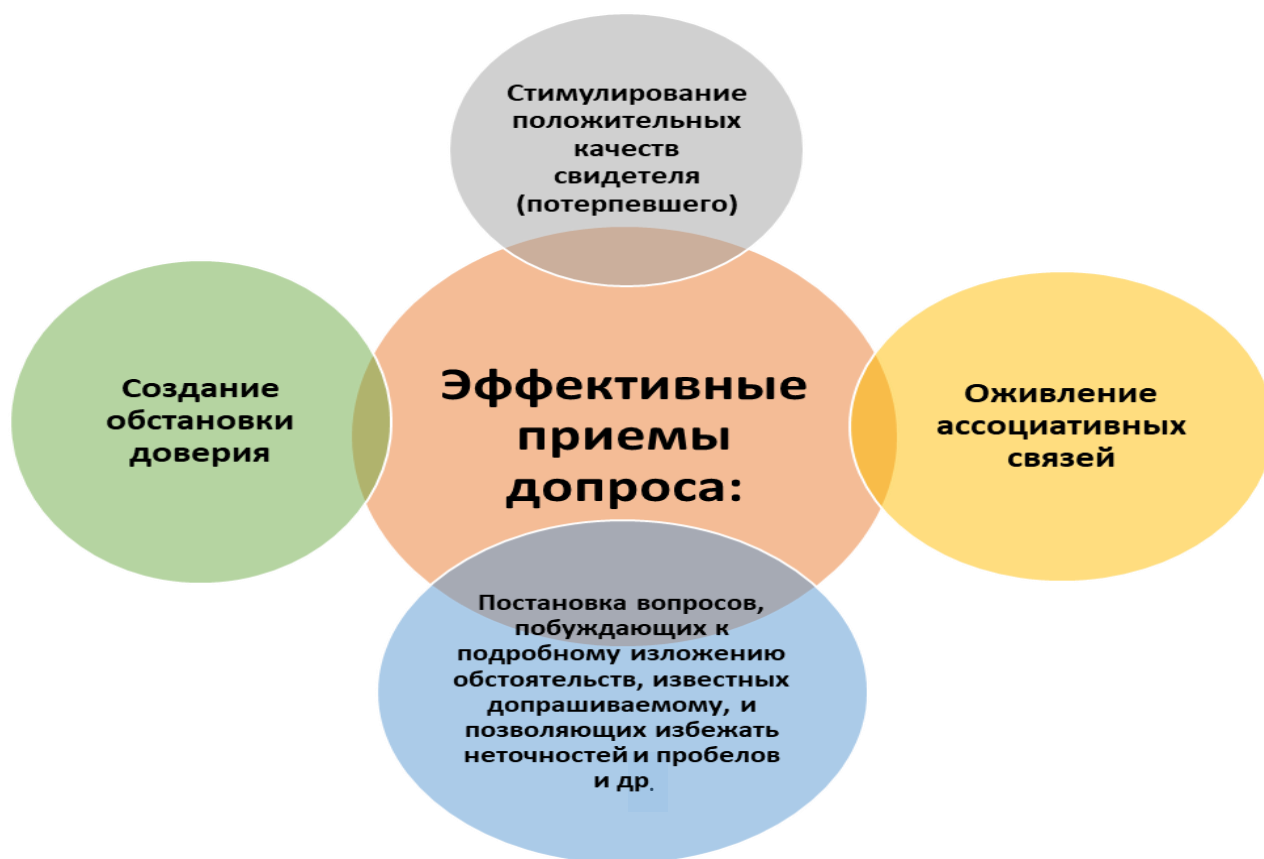 Стимулирование
положительных
качеств
свидетеля
(потерпевшего)
Создание
обстановки
доверия
Эффективные
приемы
допроса:
Оживление
ассоциативных
связей
Постановка вопросов,
побуждающих к
подробному изложению
обстоятельств, известных
допрашиваемому, и
позволяющих избежать
неточностей и пробелов
и др.